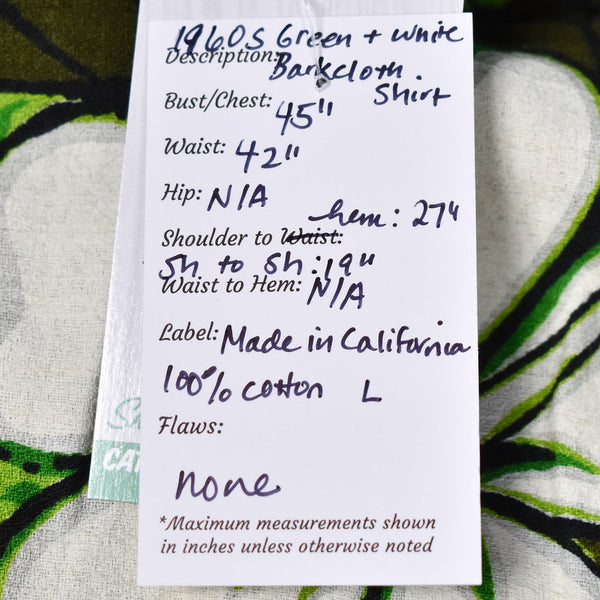 1960s Green + white
Description: Barkcloth
Shirt
Bust/Chest: 45"
Waist: 42"
Hip: N/A
hem: 27"
Shoulder to Waist:
Sh to Sh: 19"
Waist to Hem: N/A
Label: Made in California
100% cotton L
Flaws:
none
*Maximum measurements shown
in inches unless otherwise noted